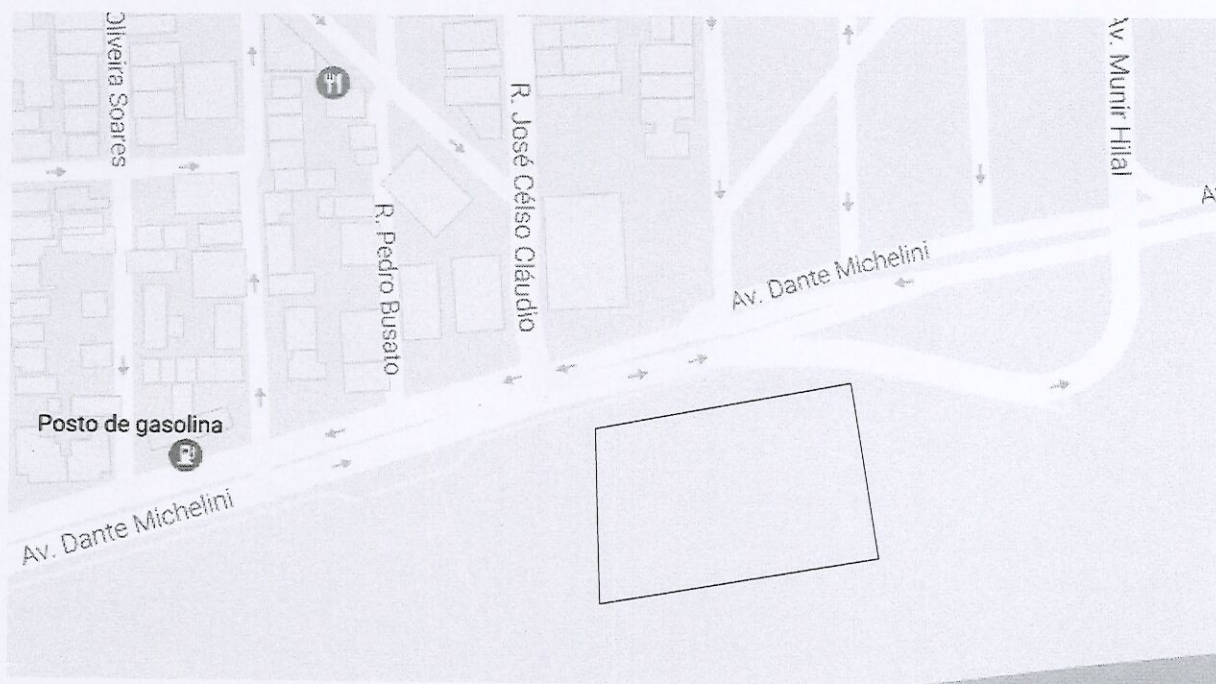 Oliveira Soares
R. José Célso Cláudio
Av. Munir Hilal
R. Pedro Busato
Av. Dante Michelini
Posto de gasolina
Av. Dante Michelini